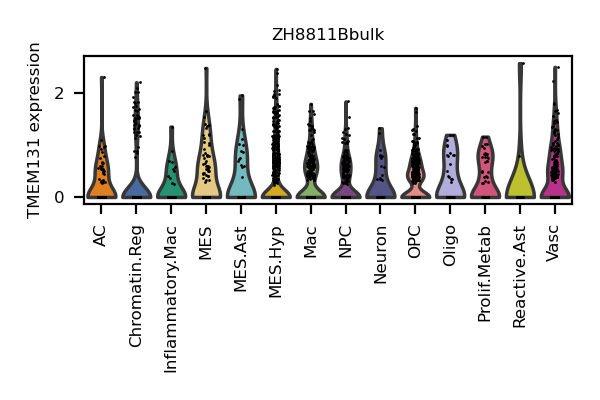 ZH8811Bbulk
TMEM131 expression
2
0
AC
Chromatin.Reg
Inflammatory.Mac
MES
MES.Ast
MES.Hyp
Mac
NPC
Neuron
OPC
Oligo
Prolif.Metab
Reactive.Ast
Vasc